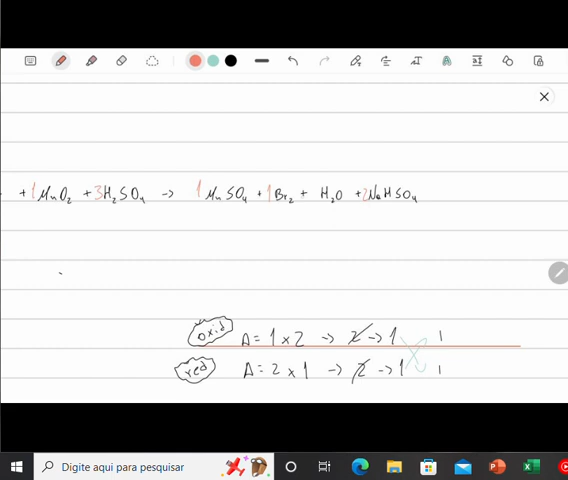 + 1 MnO2 + 3 H2SO4 → 1 MnSO4 + 1 Br2 + H2O + 2 NaHSO4
oxid Δ = 1 x 2 → 2 → 1 1
red Δ = 2 x 1 → 2 → 1 1
Digite aqui para pesquisar